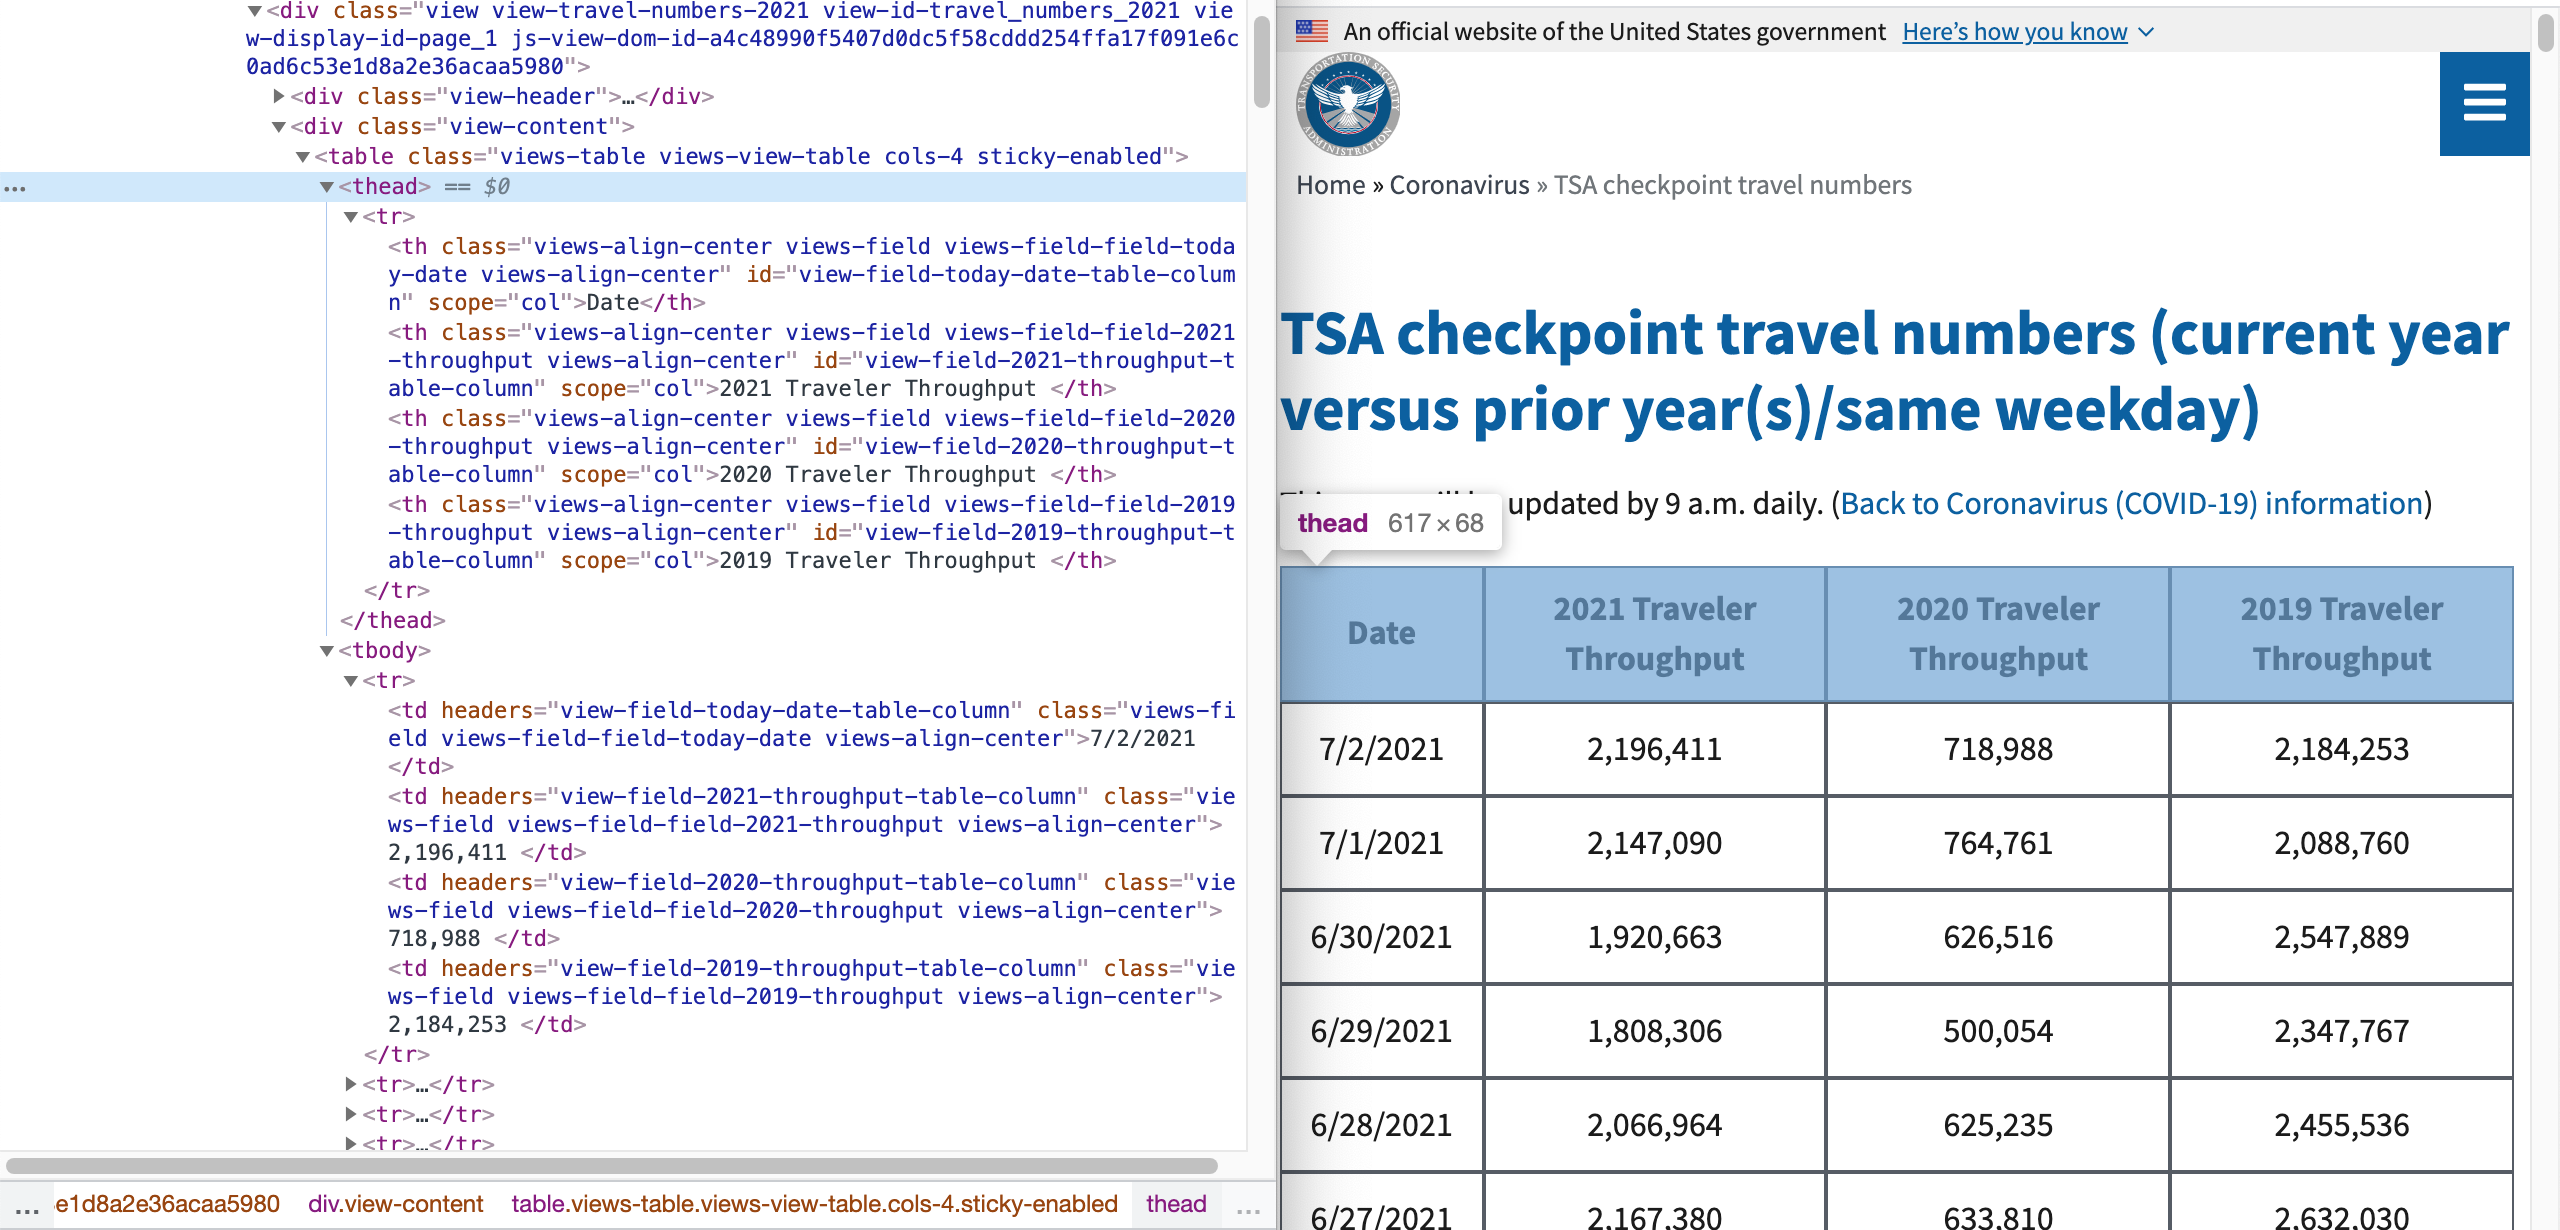 <div class="view view-travel-numbers-2021 view-id-travel_numbers_2021 vie
w-display-id-page_1 js-view-dom-id-a4c48990f5407d0dc5f58cddd254ffa17f091e6c
0ad6c53e1d8a2e36acaa5980">
<div class="view-header">…</div>
<div class="view-content">
<table class="views-table views-view-table cols-4 sticky-enabled">
... <thead> == $0
<tr>
<th class="views-align-center views-field views-field-field-toda
y-date views-align-center" id="view-field-today-date-table-colum
n" scope="col">Date</th>
<th class="views-align-center views-field views-field-field-2021
-throughput views-align-center" id="view-field-2021-throughput-t
able-column" scope="col">2021 Traveler Throughput </th>
<th class="views-align-center views-field views-field-field-2020
-throughput views-align-center" id="view-field-2020-throughput-t
able-column" scope="col">2020 Traveler Throughput </th>
<th class="views-align-center views-field views-field-field-2019
-throughput views-align-center" id="view-field-2019-throughput-t
able-column" scope="col">2019 Traveler Throughput </th>
</tr>
</thead>
<tbody>
<tr>
<td headers="view-field-today-date-table-column" class="views-fi
eld views-field-field-today-date views-align-center">7/2/2021
</td>
<td headers="view-field-2021-throughput-table-column" class="vie
ws-field views-field-field-2021-throughput views-align-center">
2,196,411 </td>
<td headers="view-field-2020-throughput-table-column" class="vie
ws-field views-field-field-2020-throughput views-align-center">
718,988 </td>
<td headers="view-field-2019-throughput-table-column" class="vie
ws-field views-field-field-2019-throughput views-align-center">
2,184,253 </td>
</tr>
<tr>…</tr>
<tr>…</tr>
<tr>…</tr>
... e1d8a2e36acaa5980 div.view-content table.views-table.views-view-table.cols-4.sticky-enabled thead ...
An official website of the United States government Here's how you know
TRANSPORTATION SECURITY ADMINISTRATION
Home » Coronavirus » TSA checkpoint travel numbers
TSA checkpoint travel numbers (current year
versus prior year(s)/same weekday)
updated by 9 a.m. daily. (Back to Coronavirus (COVID-19) information)
thead 617×68
Date 2021 Traveler Throughput 2020 Traveler Throughput 2019 Traveler Throughput
7/2/2021 2,196,411 718,988 2,184,253
7/1/2021 2,147,090 764,761 2,088,760
6/30/2021 1,920,663 626,516 2,547,889
6/29/2021 1,808,306 500,054 2,347,767
6/28/2021 2,066,964 625,235 2,455,536
6/27/2021 2,167,380 633,810 2,632,030